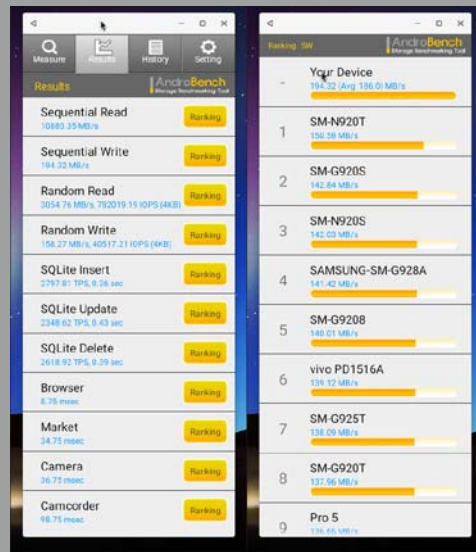 Measure
Results
History
Setting
Results
AndroBench
Storage Benchmarking Tool
Sequential Read
10880.35 MB/s
Ranking
Sequential Write
194.32 MB/s
Ranking
Random Read
3054.76 MB/s, 782019.19 IOPS (4KB)
Ranking
Random Write
158.27 MB/s, 40517.21 IOPS (4KB)
Ranking
SQLite Insert
2797.81 TPS, 0.36 sec
Ranking
SQLite Update
2348.62 TPS, 0.43 sec
Ranking
SQLite Delete
2618.92 TPS, 0.39 sec
Ranking
Browser
8.75 msec
Ranking
Market
34.75 msec
Ranking
Camera
36.75 msec
Ranking
Camcorder
98.75 msec
Ranking
Ranking: SW
AndroBench
Storage Benchmarking Tool
- Your Device
194.32 (Avg 186.0) MB/s
1 SM-N920T
150.58 MB/s
2 SM-G920S
142.84 MB/s
3 SM-N920S
142.03 MB/s
4 SAMSUNG-SM-G928A
141.42 MB/s
5 SM-G9208
140.01 MB/s
6 vivo PD1516A
139.12 MB/s
7 SM-G925T
138.09 MB/s
8 SM-G920T
137.96 MB/s
9 Pro 5